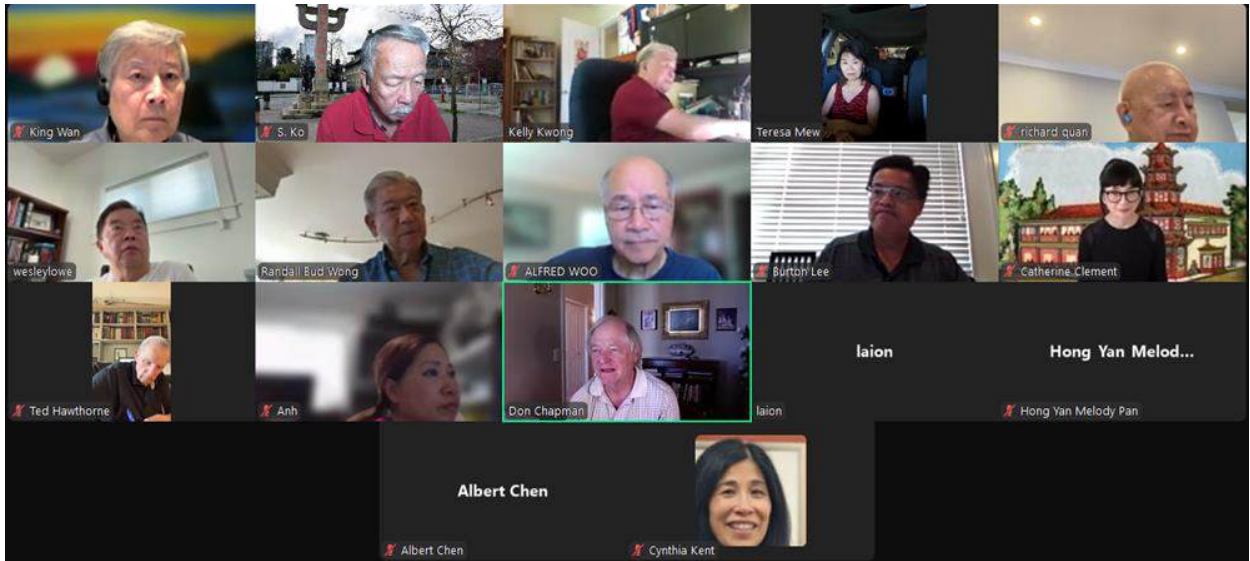 King Wan
S. Ko
Kelly Kwong
Teresa Mew
richard quan
wesleylowe
Randall Bud Wong
ALFRED WOO
Burton Lee
Catherine Clement
Ted Hawthorne
Anh
Don Chapman
laion
laion
Hong Yan Melod...
Hong Yan Melody Pan
Albert Chen
Albert Chen
Cynthia Kent